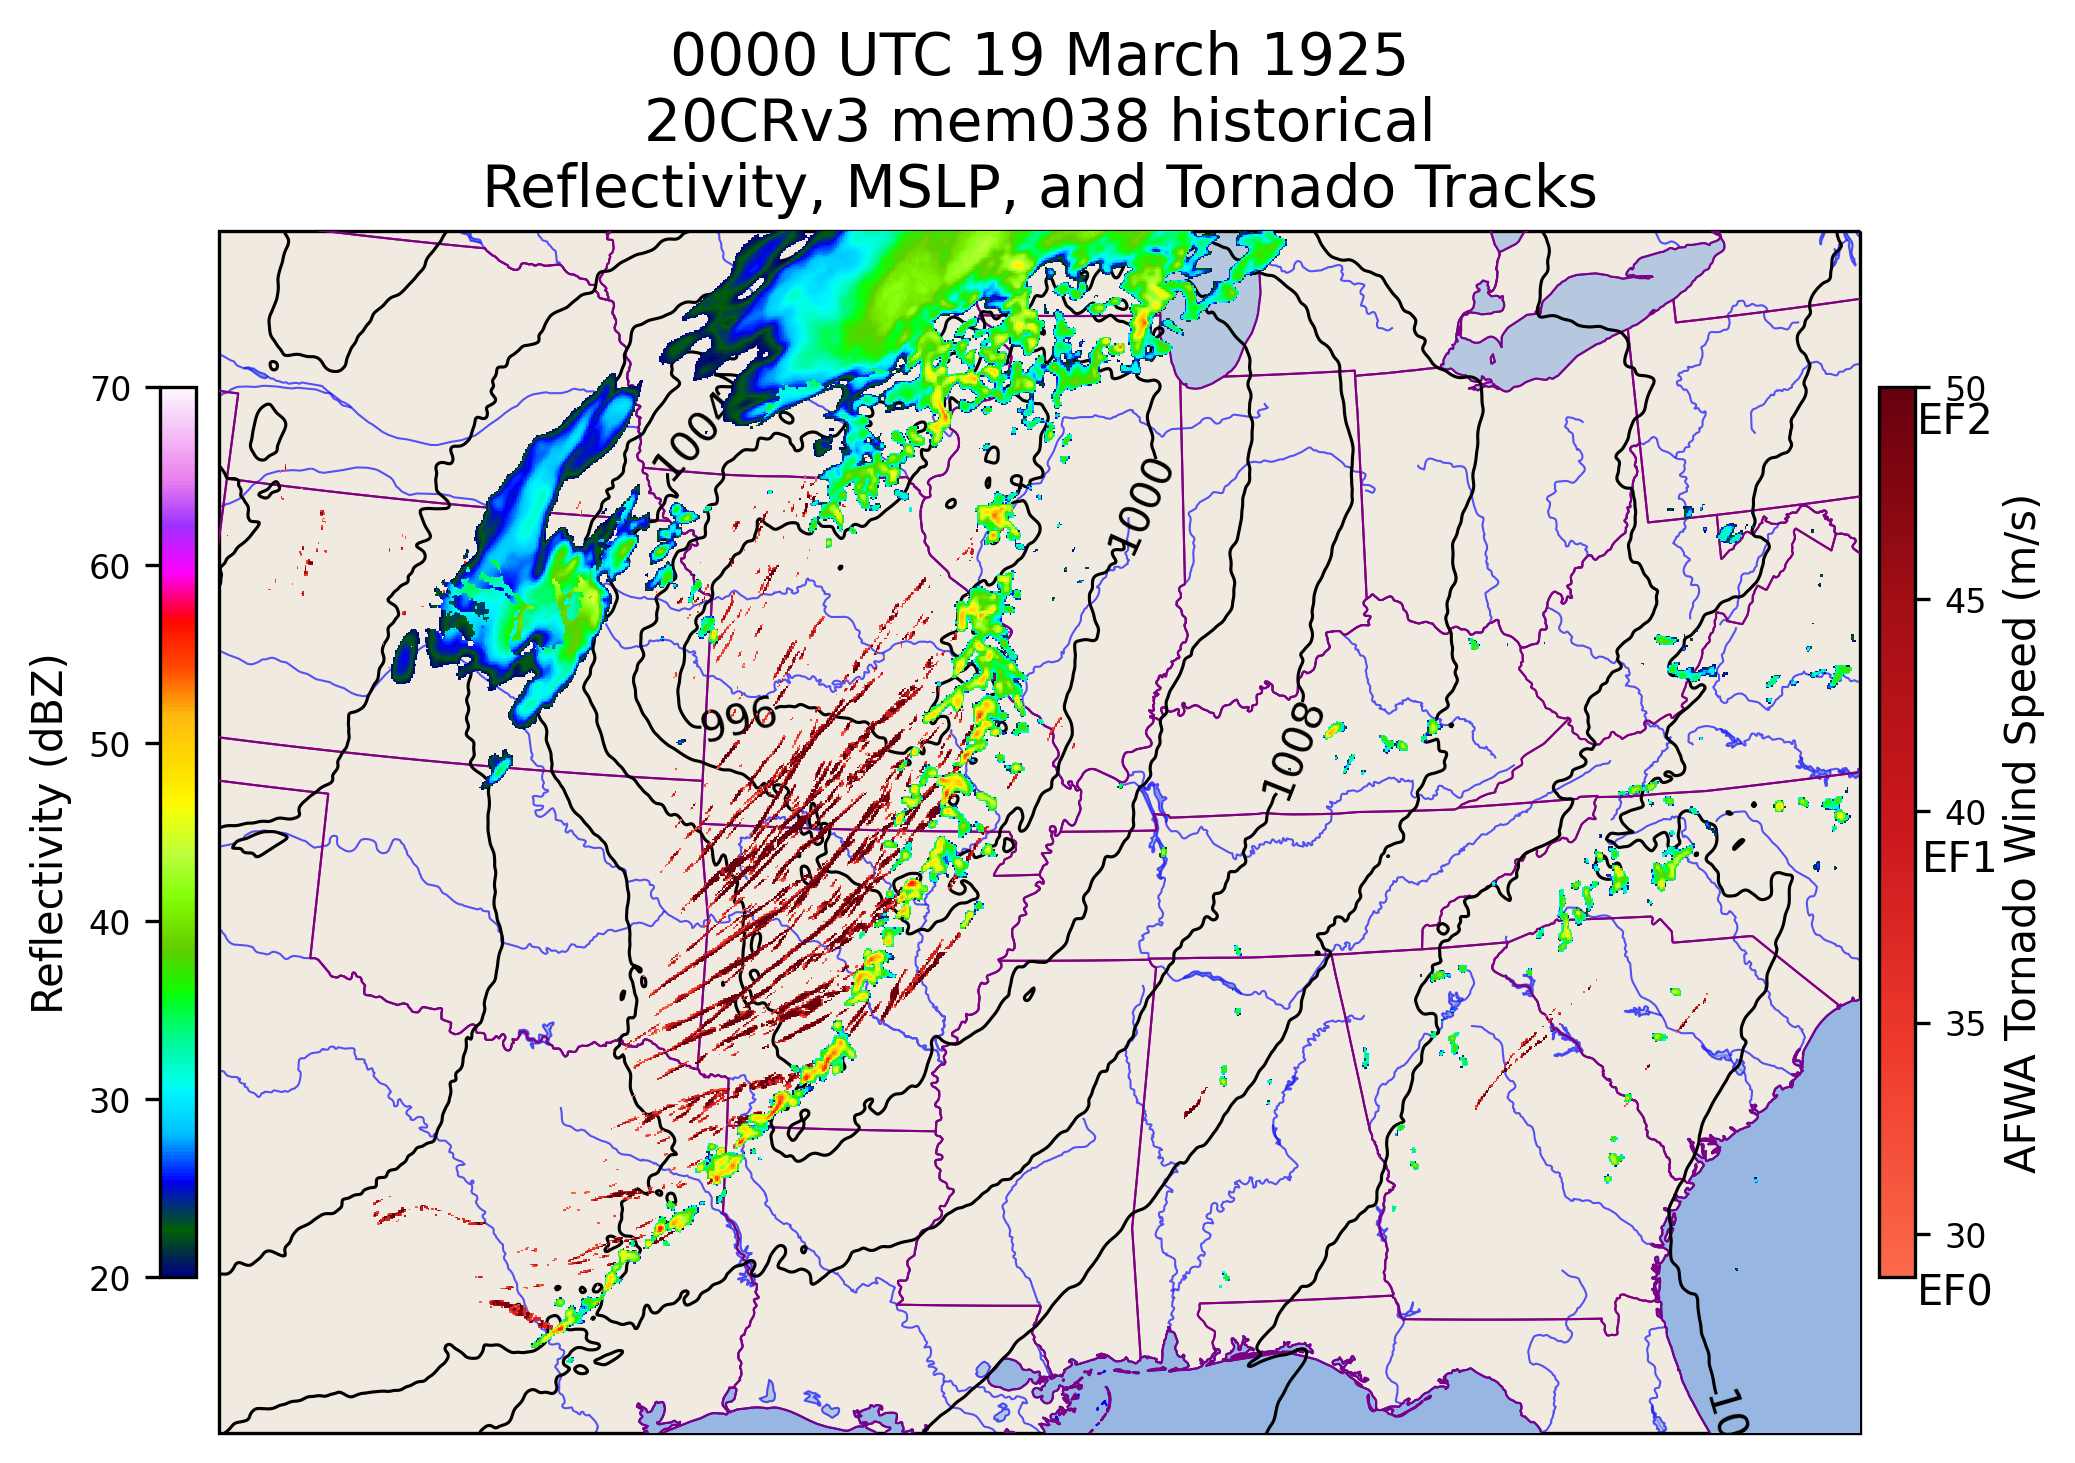 0000 UTC 19 March 1925
20CRv3 mem038 historical
Reflectivity, MSLP, and Tornado Tracks
Reflectivity (dBZ)
70
60
50
40
30
20
1004
1000
996
1008
10
50
EF2
45
40
EF1
35
30
EF0
AFWA Tornado Wind Speed (m/s)